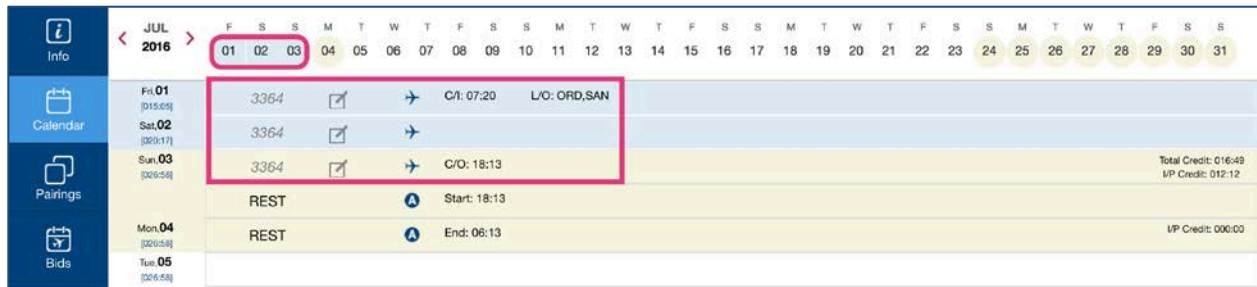 Info
Calendar
Pairings
Bids
< JUL 2016 >
F S S M T W T F S S M T W T F S S M T W T F S S M T W T F S S
01 02 03 04 05 06 07 08 09 10 11 12 13 14 15 16 17 18 19 20 21 22 23 24 25 26 27 28 29 30 31
Fri.01 3364 C/I: 07:20 L/O: ORD,SAN
[015:05]
Sat.02 3364
[020:17]
Sun.03 3364 C/O: 18:13 Total Credit: 016:49
[026:58] I/P Credit: 012:12
REST A Start: 18:13
Mon.04 REST A End: 06:13 I/P Credit: 000:00
[026:58]
Tue.05
[026:58]